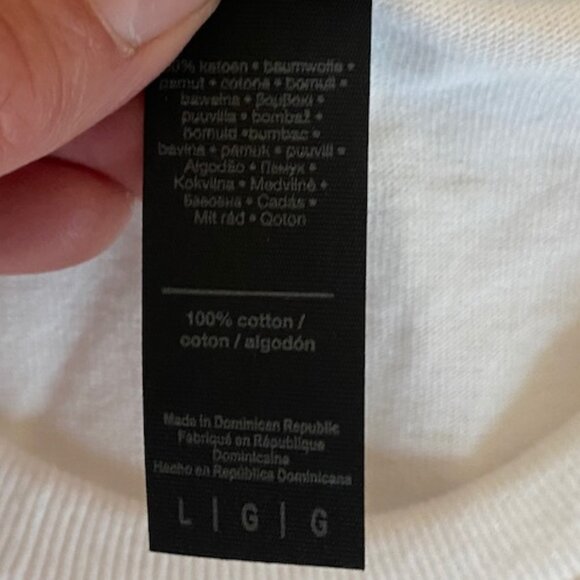 % katoen • baumwolle •
pamut • cotone • bomull •
bawełna • βαμβάκι •
puuvilla • bombaž •
bomuld • bumbac •
bavlna • pamuk • puuvill •
Algodão • Памук •
Kokvilna • Medvilnė •
бавовна • Cadás •
Mit rád • Qoton
100% cotton /
coton / algodón
Made in Dominican Republic
Fabriqué en République
Dominicaine
Hecho en República Dominicana
L | G | G